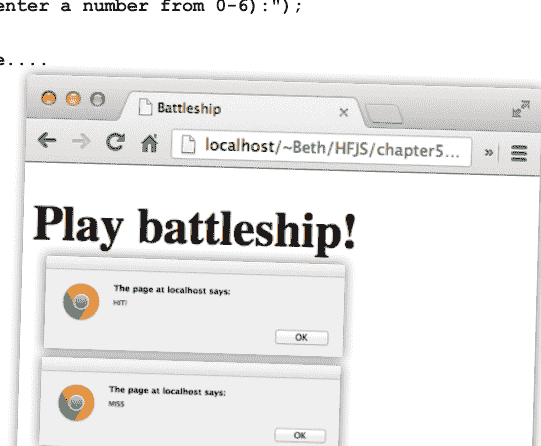 enter a number from 0-6):");
e....
Battleship
localhost/~Beth/HFJS/chapter5...
Play battleship!
The page at localhost says:
HIT!
OK
The page at localhost says:
MISS
OK